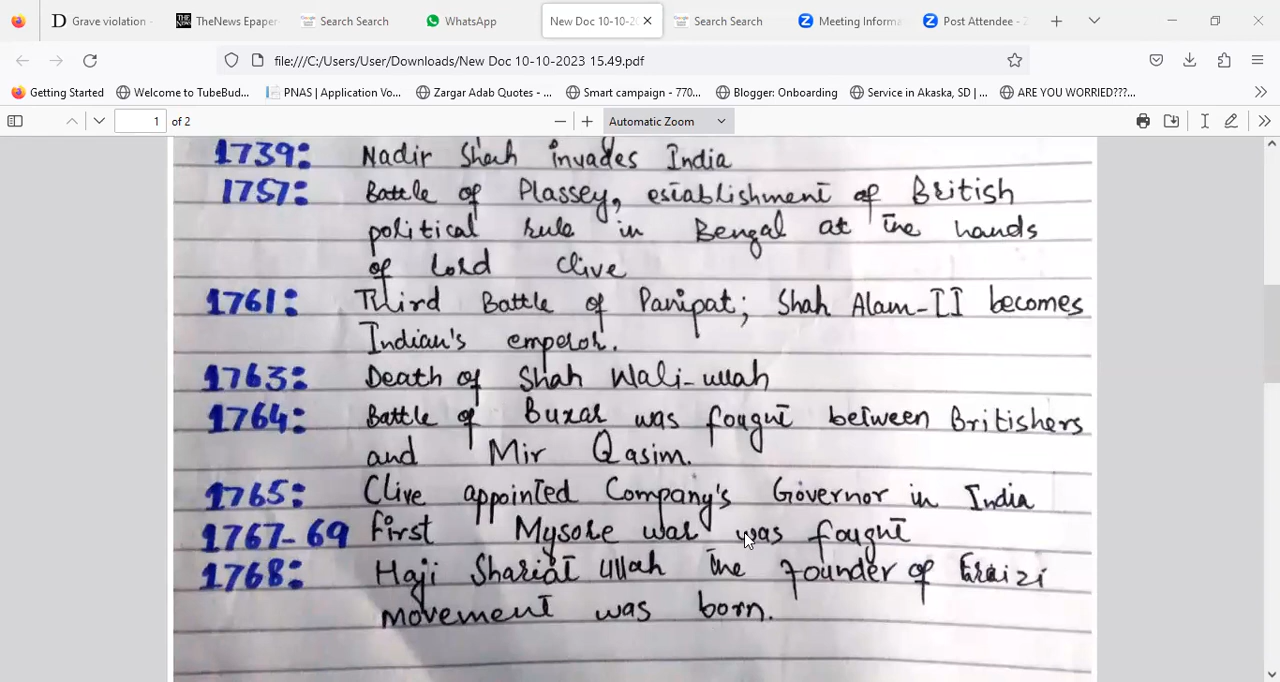 Grave violation
TheNews Epaper
Search Search
WhatsApp
New Doc 10-10-20
Search Search
Meeting Informa
Post Attendee - 2
file:///C:/Users/User/Downloads/New Doc 10-10-2023 15.49.pdf
Getting Started
Welcome to TubeBud...
PNAS | Application Vo...
Zargar Adab Quotes - ...
Smart campaign - 770...
Blogger: Onboarding
Service in Akaska, SD | ...
ARE YOU WORRIED???...
1 of 2
Automatic Zoom
1739: Nadir Shah invades India
1757: Battle of Plassey, establishment of British
political rule in Bengal at the hands
of Lord Clive
1761: Third Battle of Panipat; Shah Alam-II becomes
Indian's emperor.
1763: Death of Shah Wali-ullah
1764: Battle of Buxar was fought between Britishers
and Mir Qasim.
1765: Clive appointed Company's Governor in India
1767-69 First Mysore war was fought
1768: Haji Shariat Ullah the founder of
movement was born.